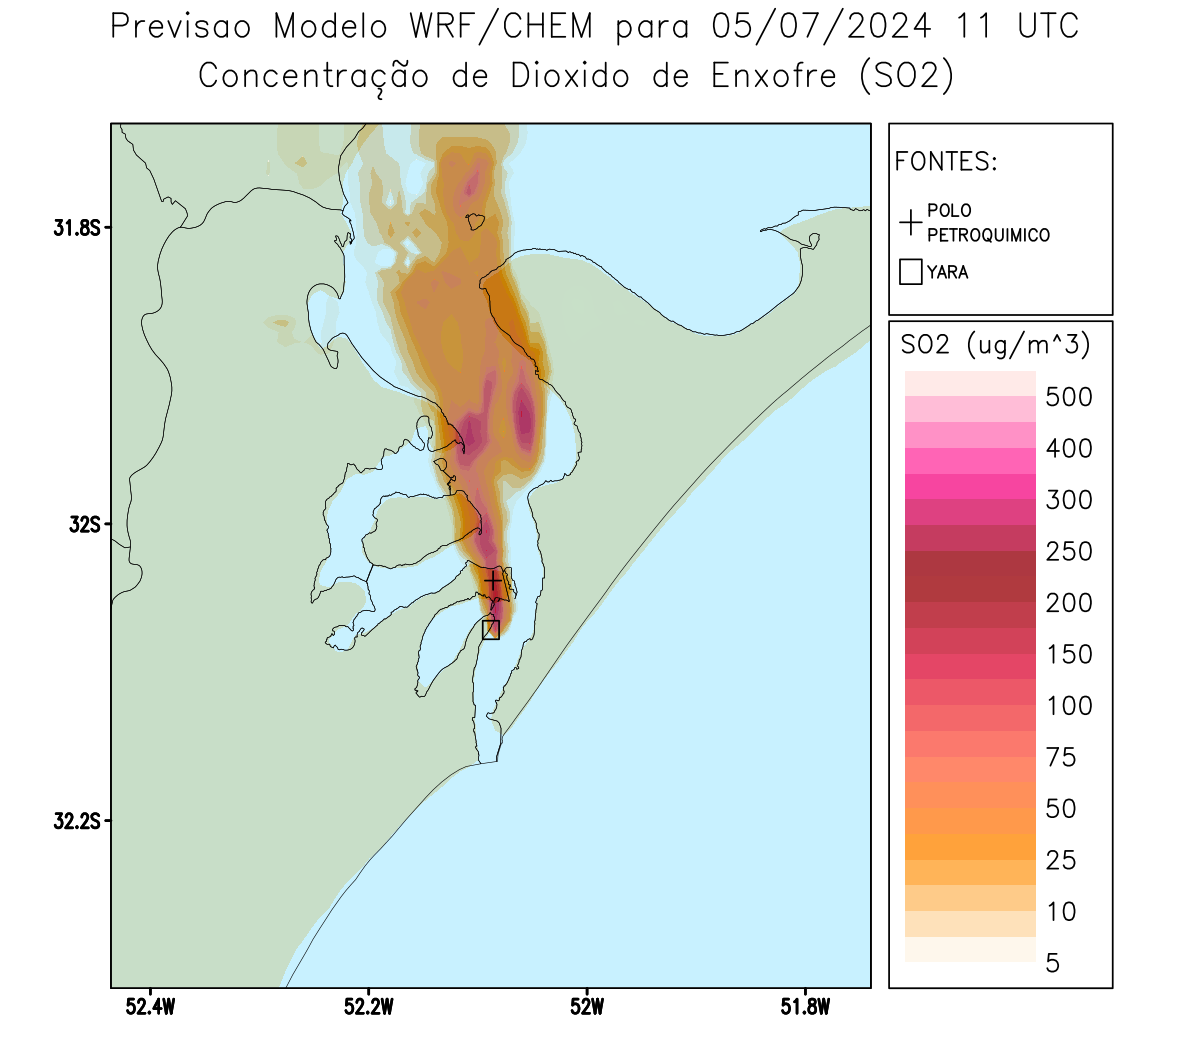 Previsao Modelo WRF/CHEM para 05/07/2024 11 UTC
Concentração de Dioxido de Enxofre (SO2)
FONTES:
POLO
PETROQUIMICO
YARA
SO2 (ug/m^3)
500
400
300
250
200
150
100
75
50
25
10
5
31.8S
32S
32.2S
52.4W
52.2W
52W
51.8W